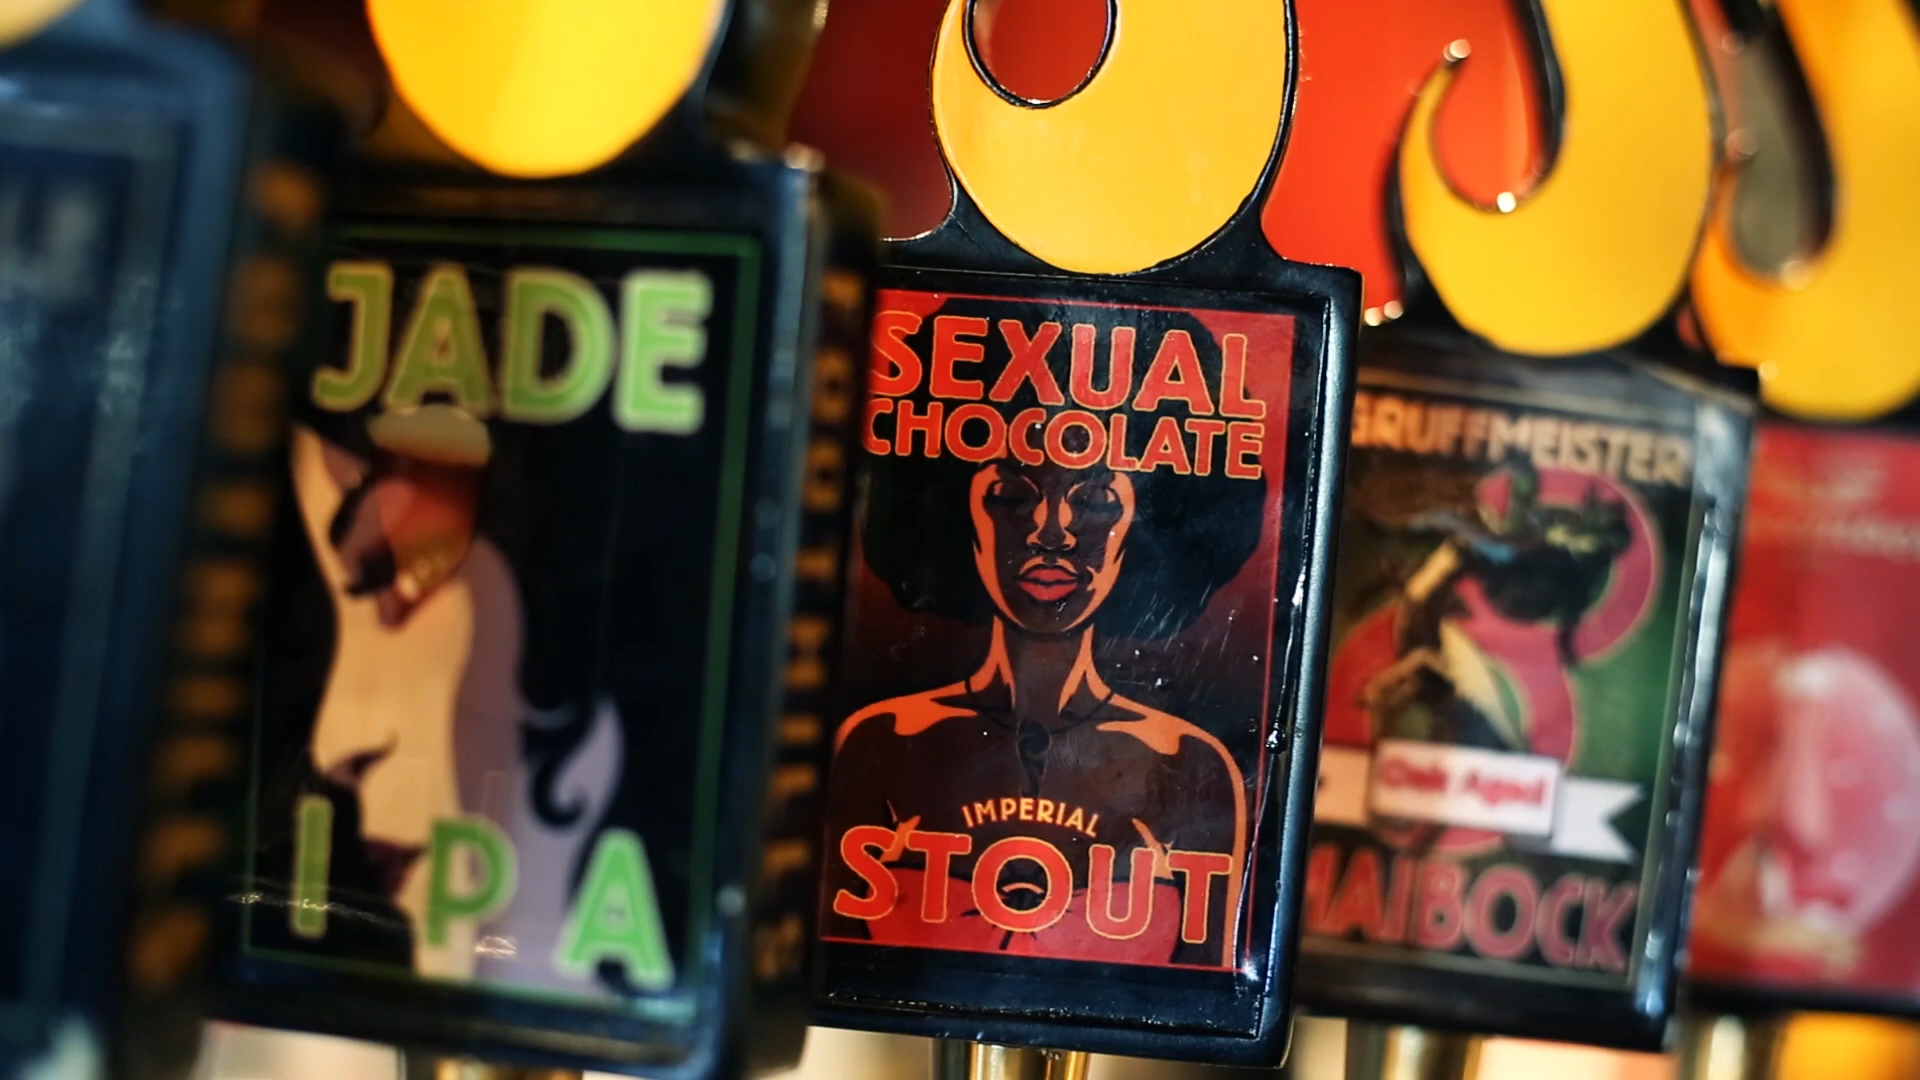 JADE
IPA
SEXUAL
CHOCOLATE
IMPERIAL
STOUT
GRUFFMEISTER
Oak Aged
MAIBOCK